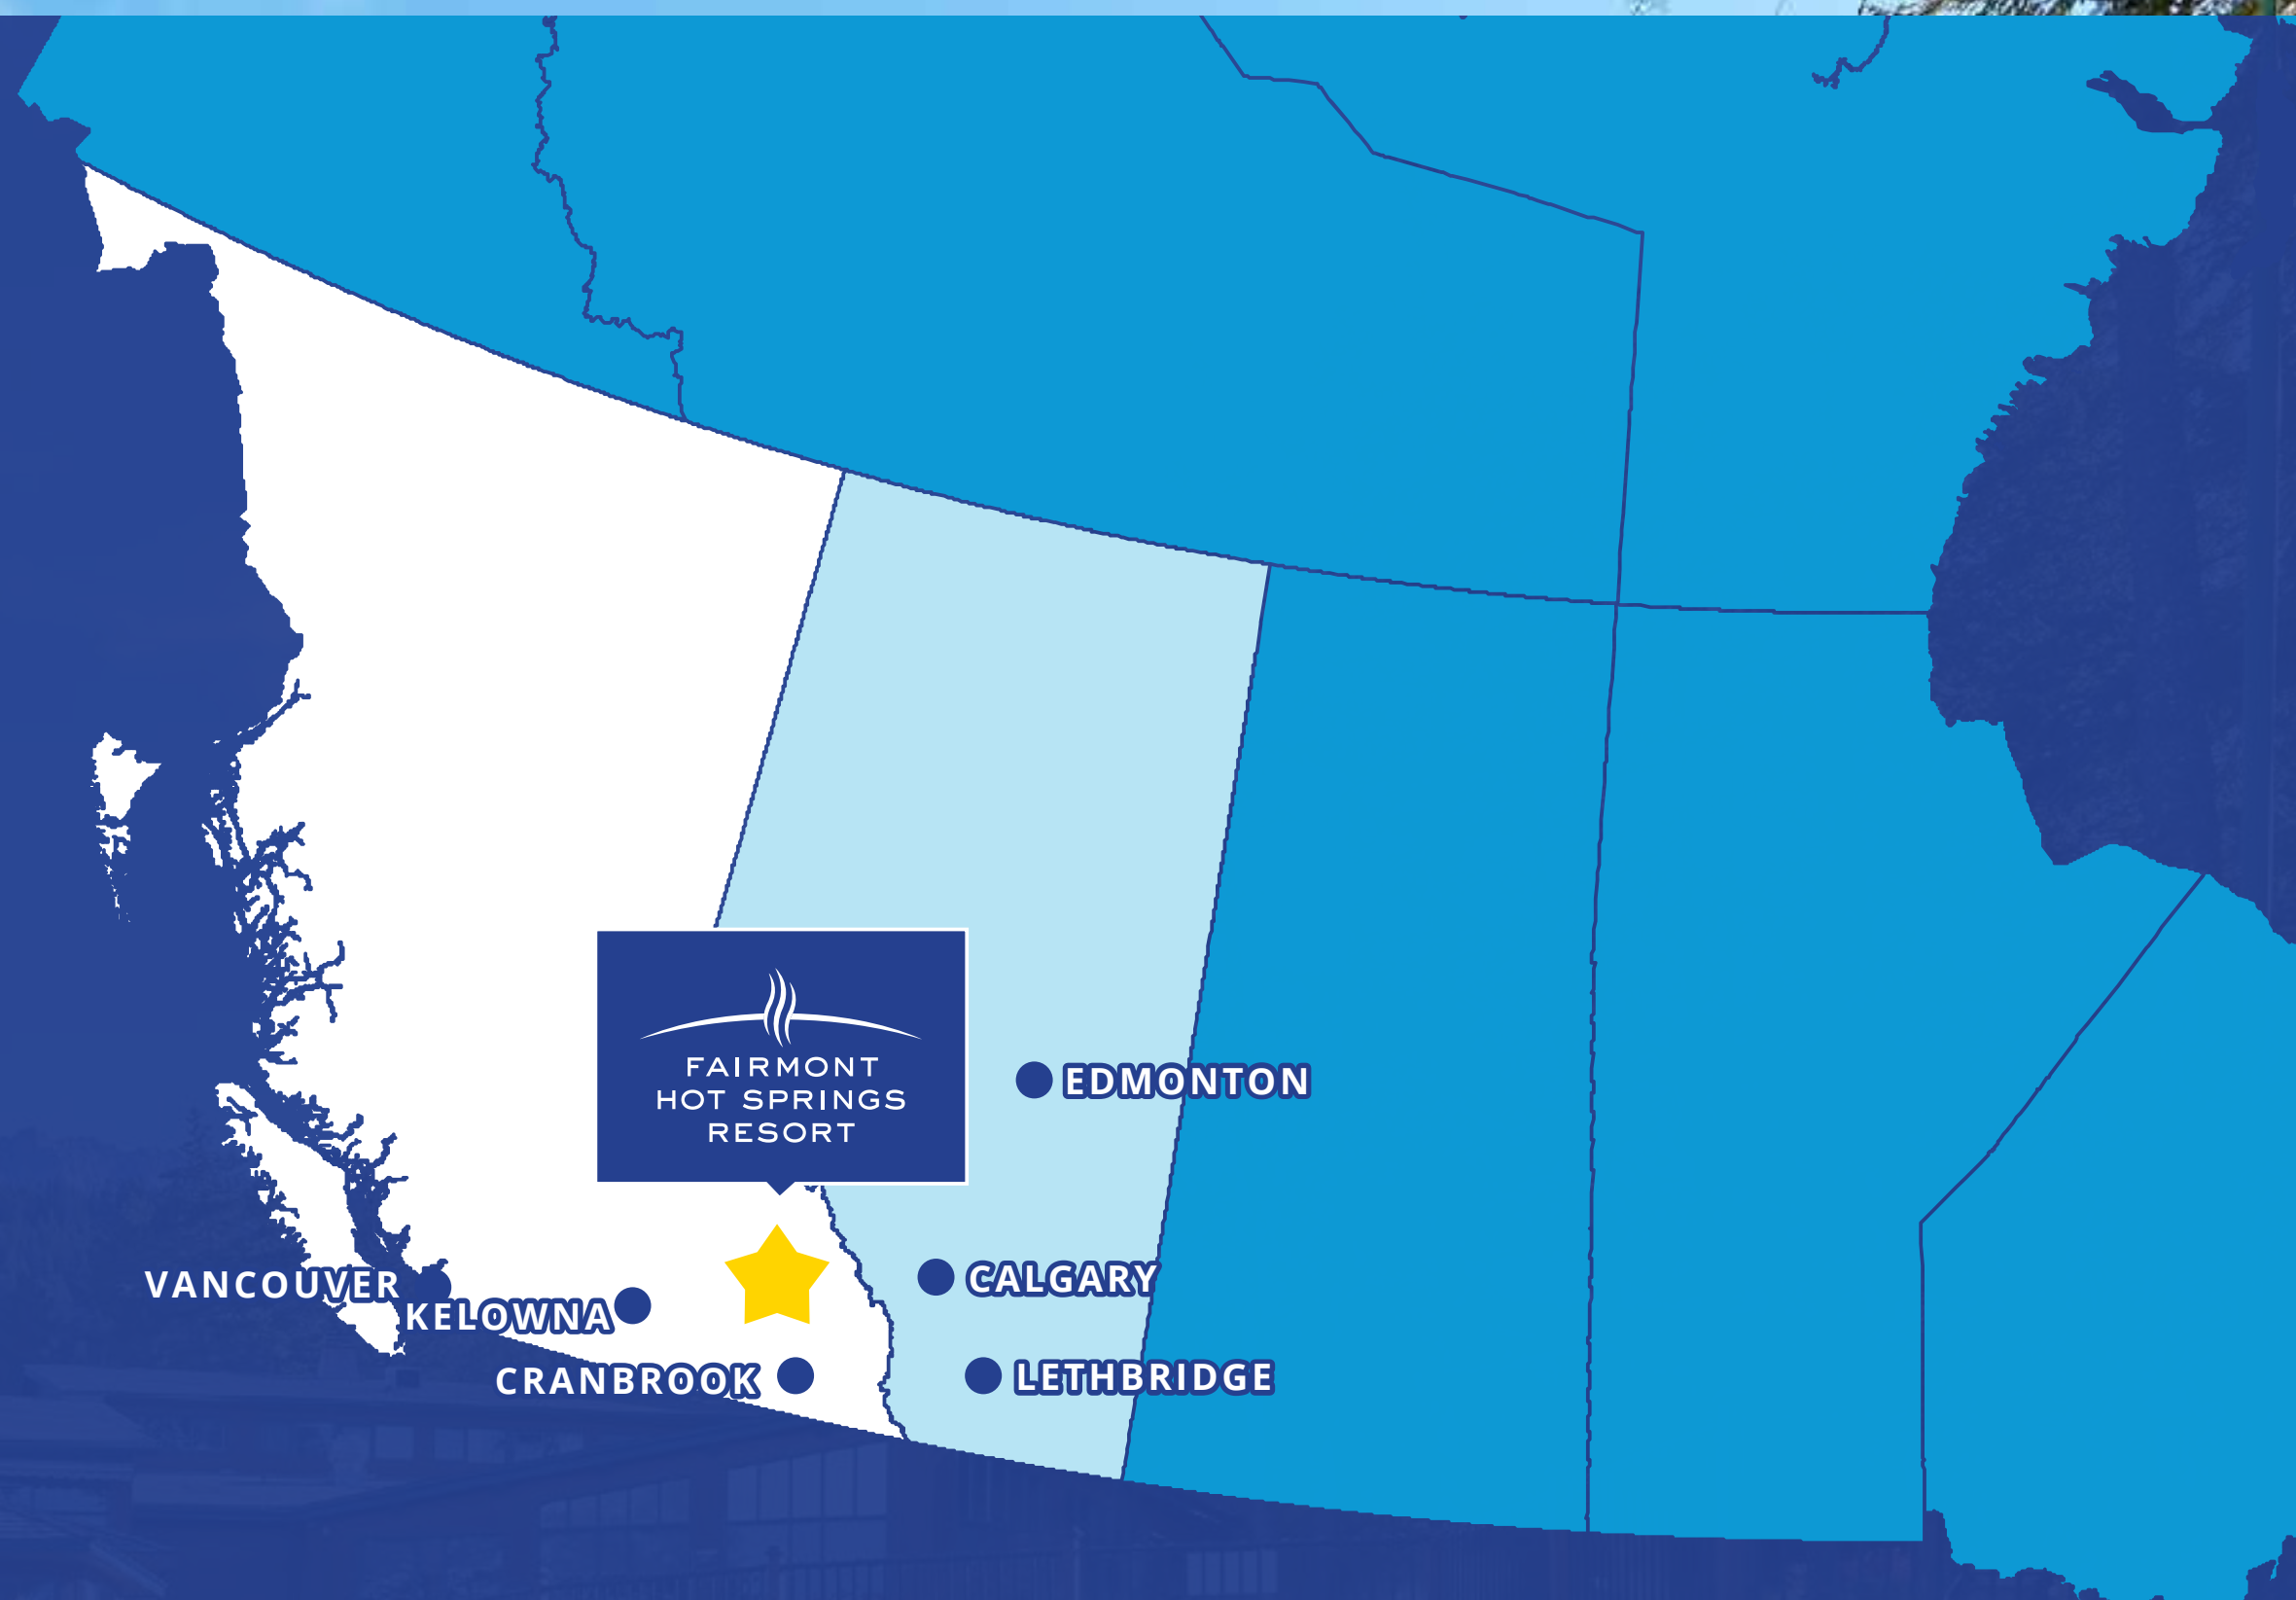 FAIRMONT
HOT SPRINGS
RESORT
EDMONTON
VANCOUVER
CALGARY
KELOWNA
CRANBROOK
LETHBRIDGE